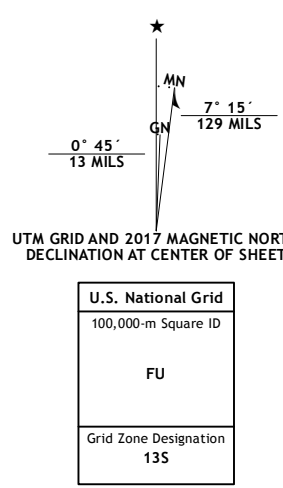 ★
MN
GN
7° 15´
129 MILS
0° 45´
13 MILS
UTM GRID AND 2017 MAGNETIC NORT
DECLINATION AT CENTER OF SHEET
U.S. National Grid
100,000-m Square ID
FU
Grid Zone Designation
13S